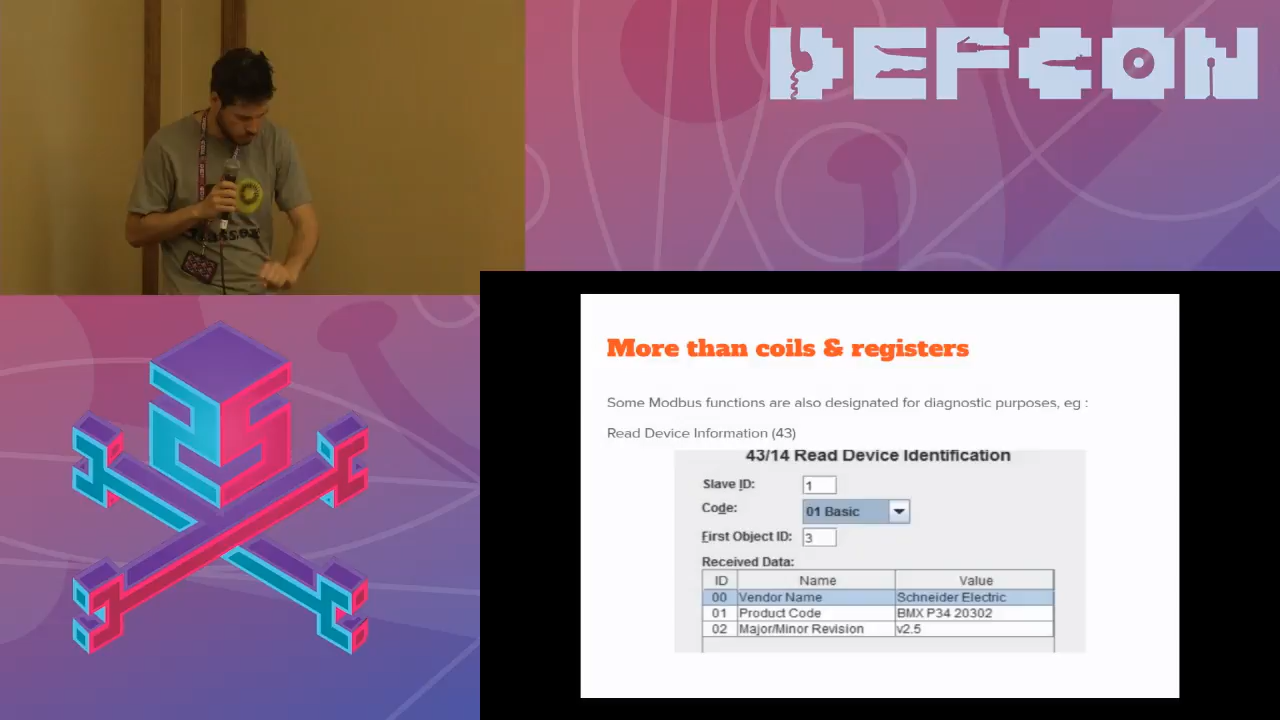 DEFCON
More than coils & registers
Some Modbus functions are also designated for diagnostic purposes, eg :
Read Device Information (43)
43/14 Read Device Identification
Slave ID: 1
Code: 01 Basic
First Object ID: 3
Received Data:
ID Name Value
00 Vendor Name Schneider Electric
01 Product Code BMX P34 20302
02 Major/Minor Revision v2.5